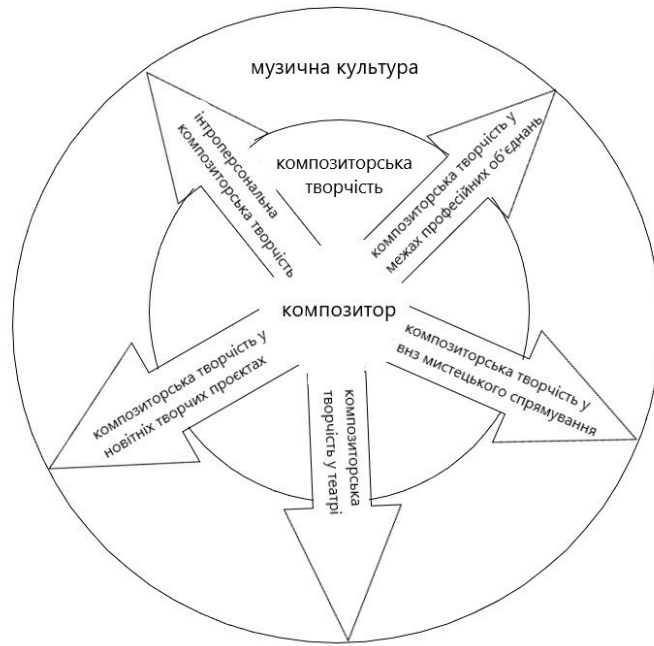 музична культура
інтроперсональна
композиторська творчість
композиторська
творчість
композиторська творчість у
межах професійних об'єднань
композитор
композиторська творчість у
новітніх творчих проєктах
композиторська творчість у
внз мистецького спрямування
композиторська
творчість у театрі